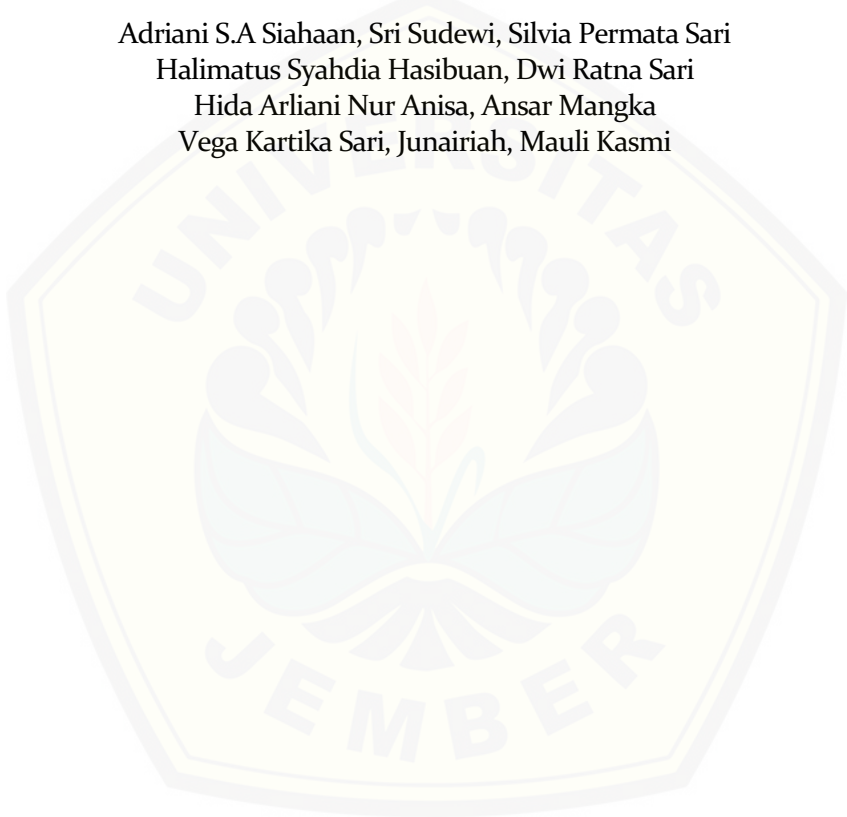 Adriani S.A Siahaan, Sri Sudewi, Silvia Permata Sari
Halimatus Syahdia Hasibuan, Dwi Ratna Sari
Hida Arliani Nur Anisa, Ansar Mangka
Vega Kartika Sari, Junairiah, Mauli Kasmi
UNIVERSITAS
JEMBER